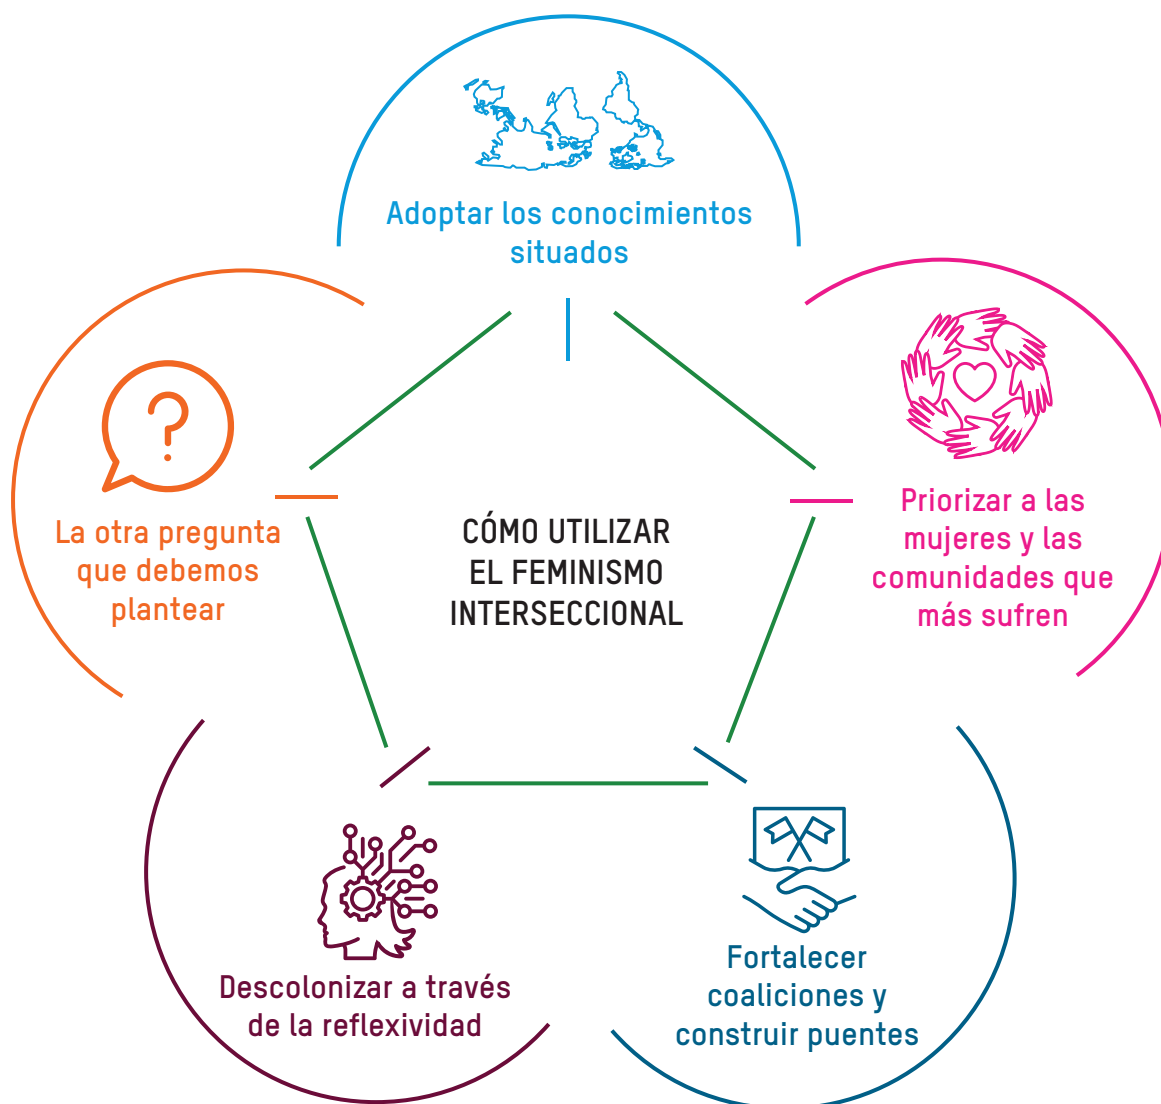 Adoptar los conocimientos
situados
Priorizar a las
mujeres y las
comunidades que
más sufren
La otra pregunta
que debemos
plantear
CÓMO UTILIZAR
EL FEMINISMO
INTERSECCIONAL
Descolonizar a través
de la reflexividad
Fortalecer
coaliciones y
construir puentes